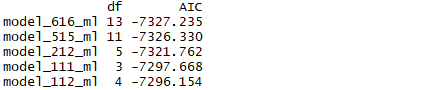 df AIC
model_616_ml 13 -7327.235
model_515_ml 11 -7326.330
model_212_ml 5 -7321.762
model_111_ml 3 -7297.668
model_112_ml 4 -7296.154